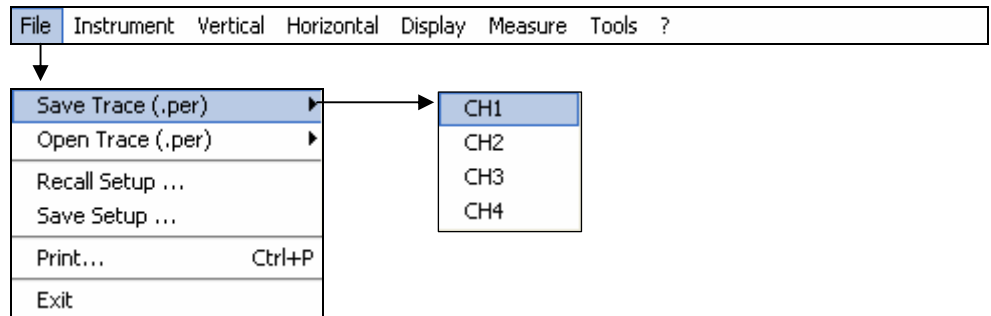 File Instrument Vertical Horizontal Display Measure Tools ?
Save Trace (.per)
Open Trace (.per)
Recall Setup ...
Save Setup ...
Print... Ctrl+P
Exit
CH1
CH2
CH3
CH4